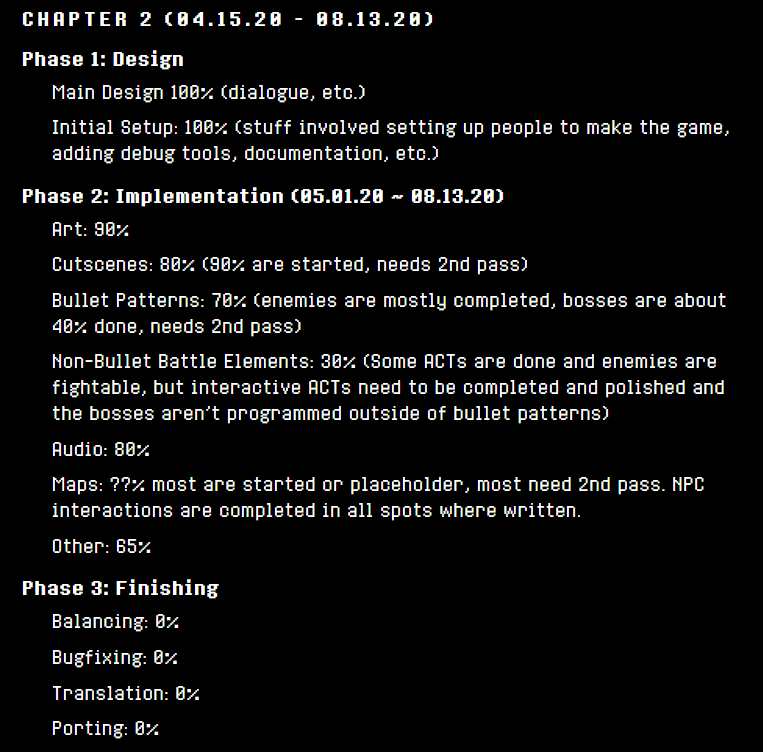 CHAPTER 2 (04.15.20 - 08.13.20)
Phase 1: Design
Main Design 100% (dialogue, etc.)
Initial Setup: 100% (stuff involved setting up people to make the game,
adding debug tools, documentation, etc.)
Phase 2: Implementation (05.01.20 ~ 08.13.20)
Art: 90%
Cutscenes: 80% (90% are started, needs 2nd pass)
Bullet Patterns: 70% (enemies are mostly completed, bosses are about
40% done, needs 2nd pass)
Non-Bullet Battle Elements: 30% (Some ACTs are done and enemies are
fightable, but interactive ACTs need to be completed and polished and
the bosses aren't programmed outside of bullet patterns)
Audio: 80%
Maps: ??% most are started or placeholder, most need 2nd pass. NPC
interactions are completed in all spots where written.
Other: 65%
Phase 3: Finishing
Balancing: 0%
Bugfixing: 0%
Translation: 0%
Porting: 0%